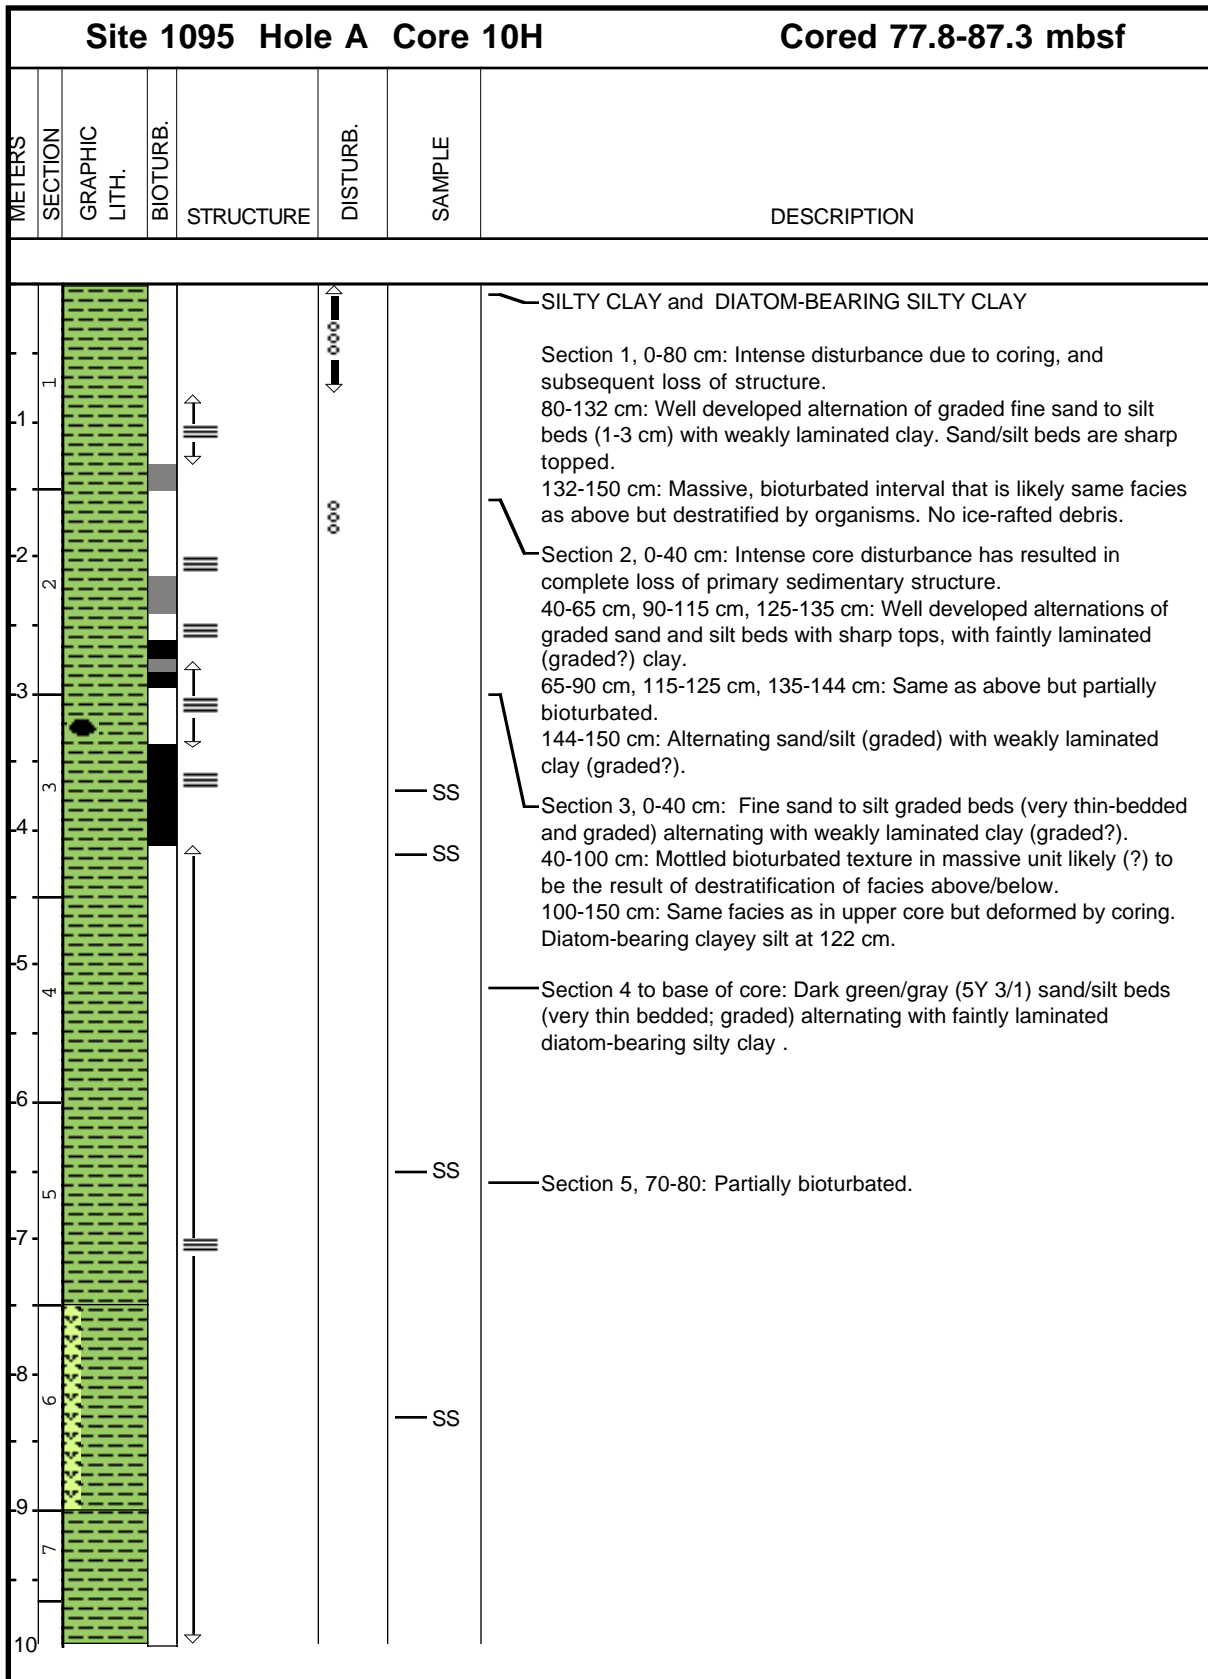 Site 1095 Hole A Core 10H
Cored 77.8-87.3 mbsf
METERS
SECTION
GRAPHIC
LITH.
BIOTURB.
STRUCTURE
DISTURB.
SAMPLE
DESCRIPTION
1
2
3
4
5
6
7
8
9
10
1
2
3
4
5
6
7
SS
SS
SS
SS
SILTY CLAY and DIATOM-BEARING SILTY CLAY
Section 1, 0-80 cm: Intense disturbance due to coring, and
subsequent loss of structure.
80-132 cm: Well developed alternation of graded fine sand to silt
beds (1-3 cm) with weakly laminated clay. Sand/silt beds are sharp
topped.
132-150 cm: Massive, bioturbated interval that is likely same facies
as above but destratified by organisms. No ice-rafted debris.
Section 2, 0-40 cm: Intense core disturbance has resulted in
complete loss of primary sedimentary structure.
40-65 cm, 90-115 cm, 125-135 cm: Well developed alternations of
graded sand and silt beds with sharp tops, with faintly laminated
(graded?) clay.
65-90 cm, 115-125 cm, 135-144 cm: Same as above but partially
bioturbated.
144-150 cm: Alternating sand/silt (graded) with weakly laminated
clay (graded?).
Section 3, 0-40 cm: Fine sand to silt graded beds (very thin-bedded
and graded) alternating with weakly laminated clay (graded?).
40-100 cm: Mottled bioturbated texture in massive unit likely (?) to
be the result of destratification of facies above/below.
100-150 cm: Same facies as in upper core but deformed by coring.
Diatom-bearing clayey silt at 122 cm.
Section 4 to base of core: Dark green/gray (5Y 3/1) sand/silt beds
(very thin bedded; graded) alternating with faintly laminated
diatom-bearing silty clay .
Section 5, 70-80: Partially bioturbated.